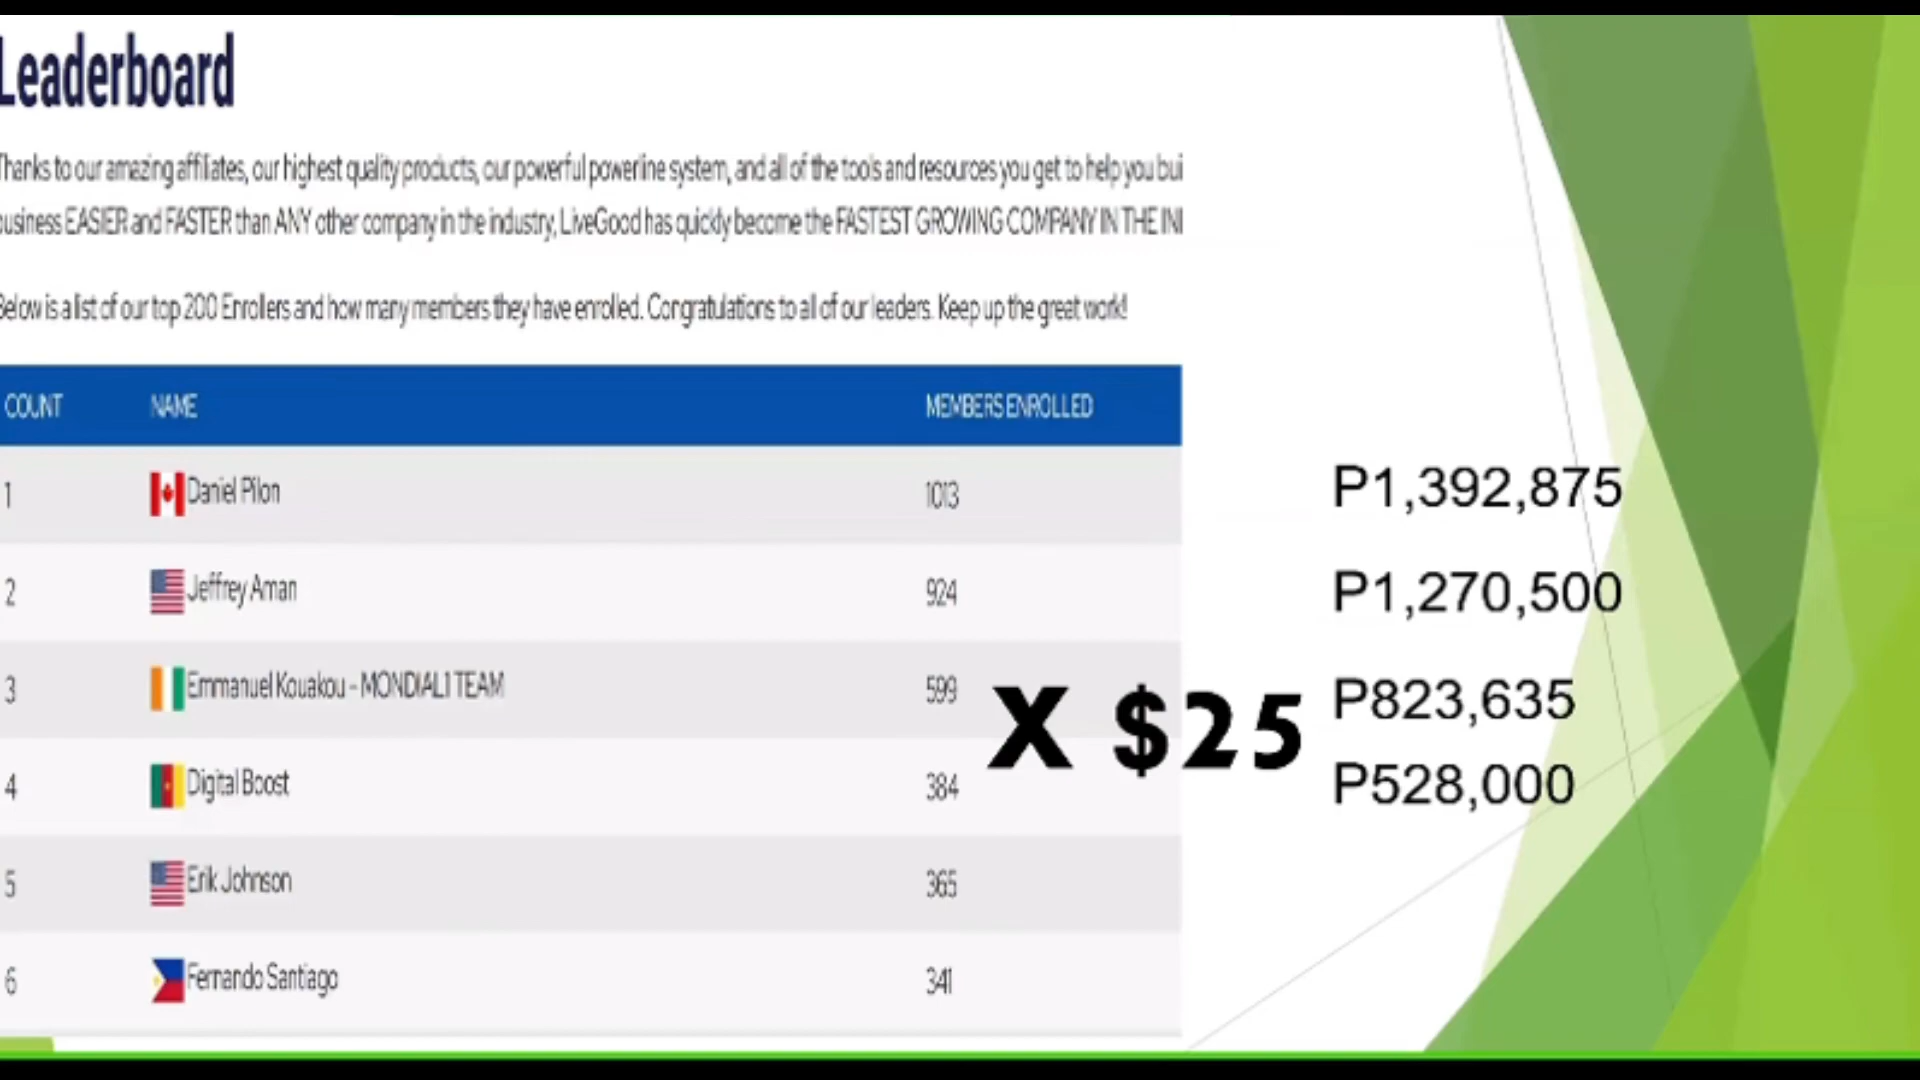 Leaderboard
Thanks to our amazing affiliates, our highest quality products, our powerful powerline system, and all of the tools and resources you get to help you bui
business EASIER and FASTER than ANY other company in the industry, LiveGood has quickly become the FASTEST GROWING COMPANY IN THE IN
Below is a list of our top 200 Enrollers and how many members they have enrolled. Congratulations to all of our leaders. Keep up the great work!
COUNT NAME MEMBERS ENROLLED
1 Daniel Pilon 1013 P1,392,875
2 Jeffrey Aman 924 P1,270,500
3 Emmanuel Kouakou - MONDIAL1 TEAM 599 P823,635
X $25
4 Digital Boost 384 P528,000
5 Erik Johnson 365
6 Fernando Santiago 341